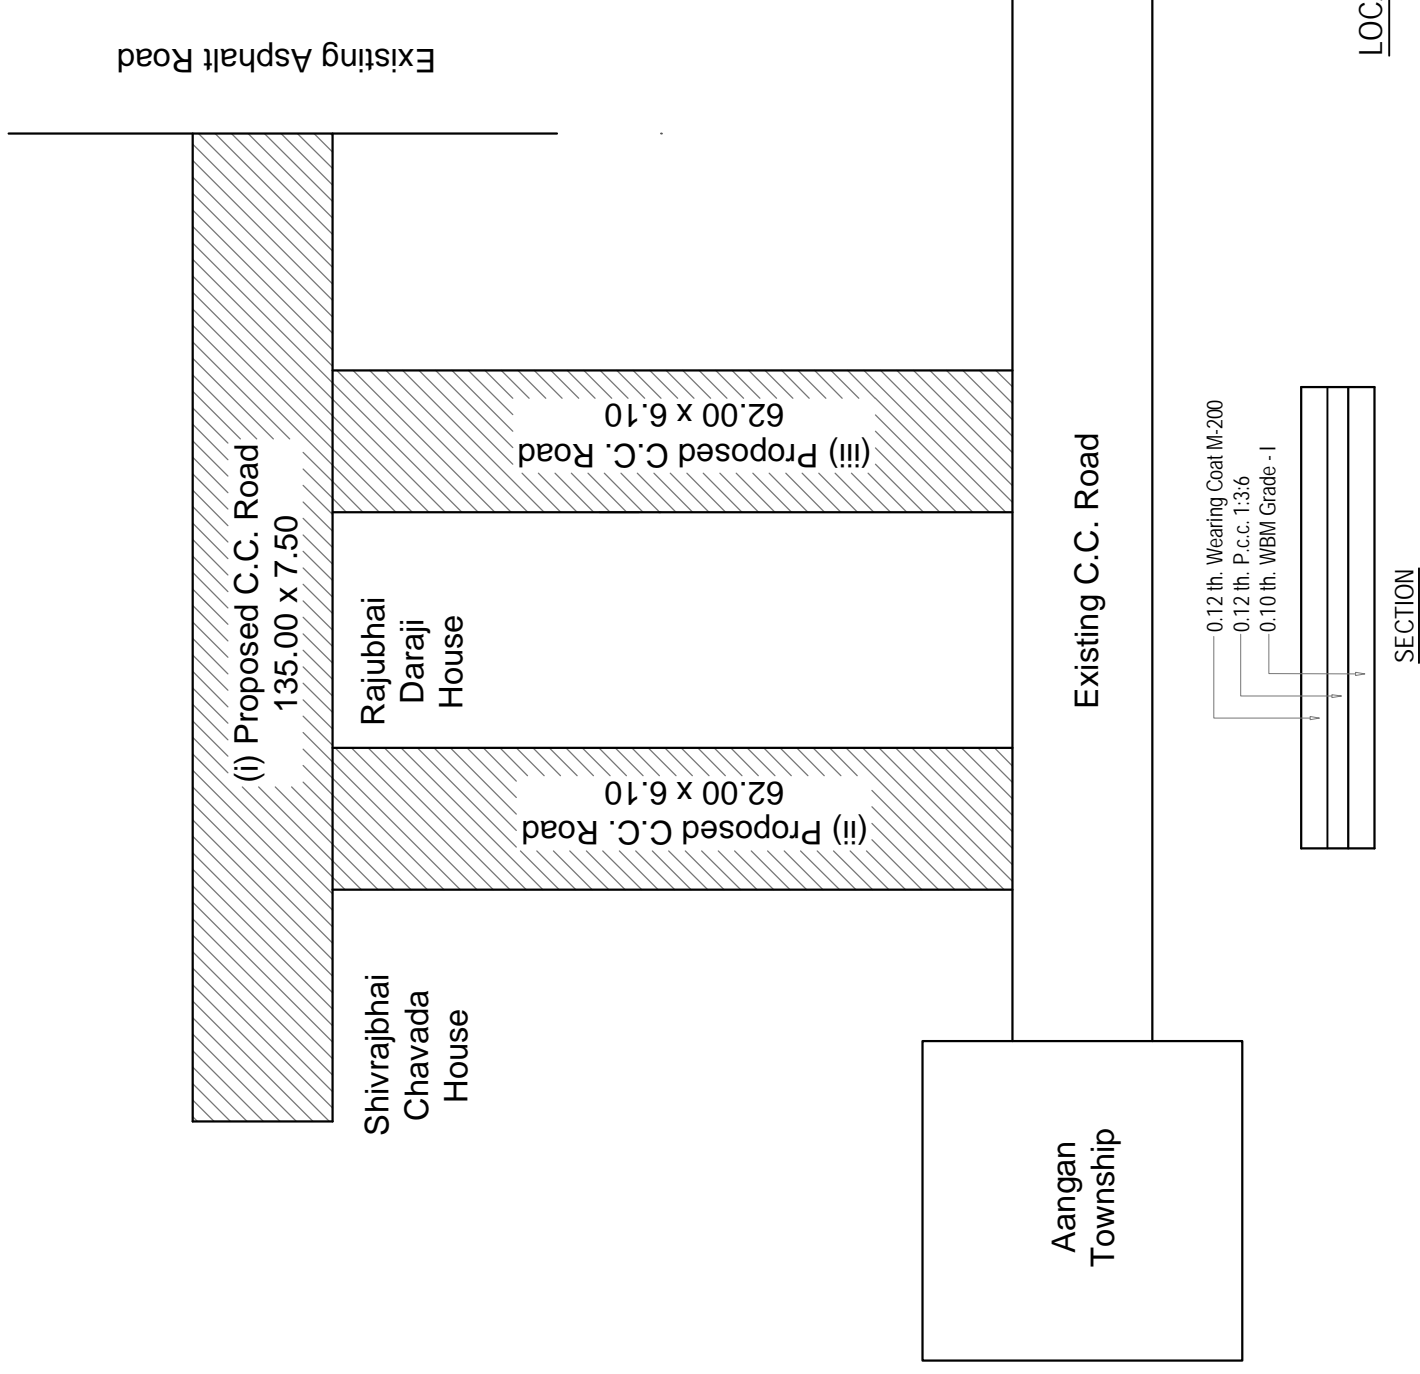 Existing Asphalt Road
(i) Proposed C.C. Road
135.00 x 7.50
Shivrajbhai
Chavada
House
(ii) Proposed C.C. Road
62.00 x 6.10
Rajubhai
Daraji
House
(iii) Proposed C.C. Road
62.00 x 6.10
Aangan
Township
Existing C.C. Road
0.12 th. Wearing Coat M-200
0.12 th. P.c.c. 1:3:6
0.10 th. WBM Grade - I
SECTION